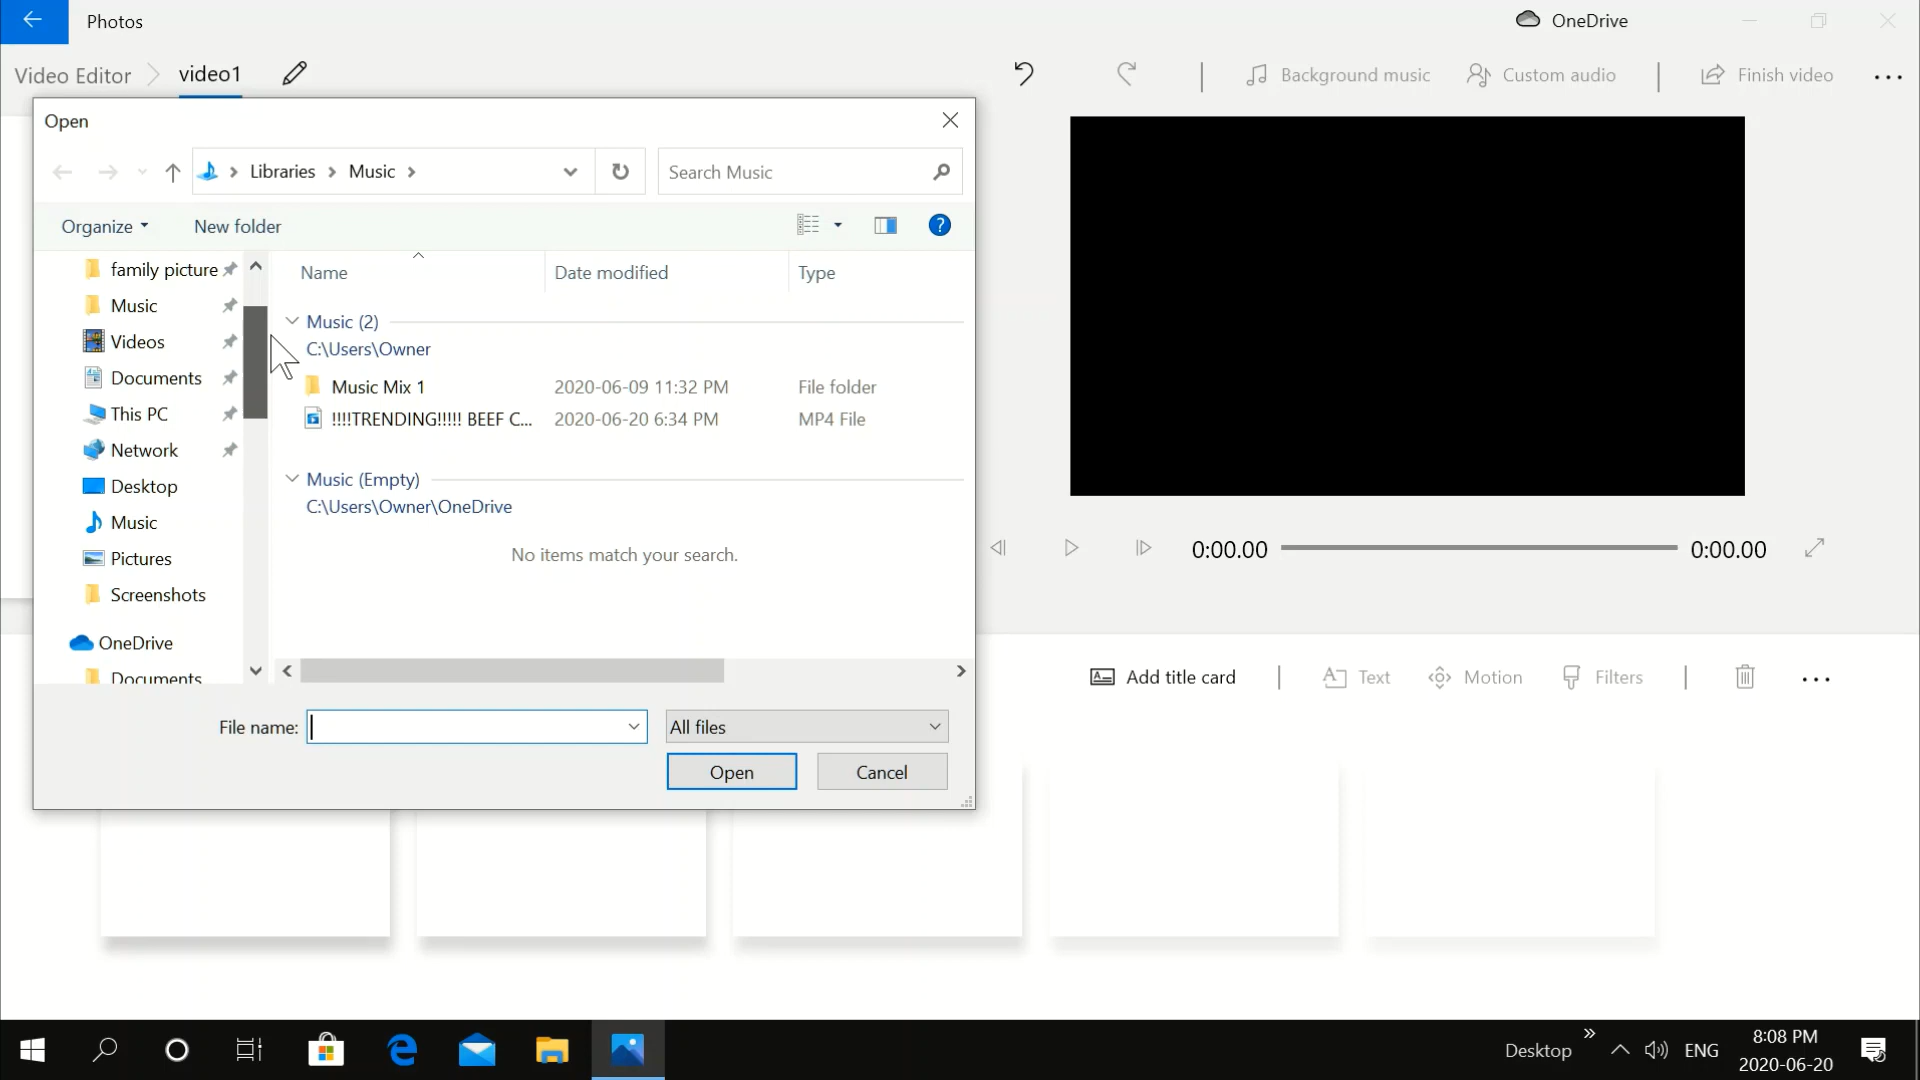 Photos
OneDrive
Video Editor
video1
Background music
Custom audio
Finish video
Open
Libraries
Music
Search Music
Organize
New folder
?
family picture
Music
Videos
Documents
This PC
Network
Desktop
Music
Pictures
Screenshots
OneDrive
Documents
Name
Date modified
Type
Music (2)
C:\Users\Owner
Music Mix 1
2020-06-09 11:32 PM
File folder
!!!!TRENDING!!!!! BEEF C...
2020-06-20 6:34 PM
MP4 File
Music (Empty)
C:\Users\Owner\OneDrive
No items match your search.
File name:
All files
Open
Cancel
0:00.00
0:00.00
Add title card
Text
Motion
Filters
Desktop
ENG
8:08 PM
2020-06-20